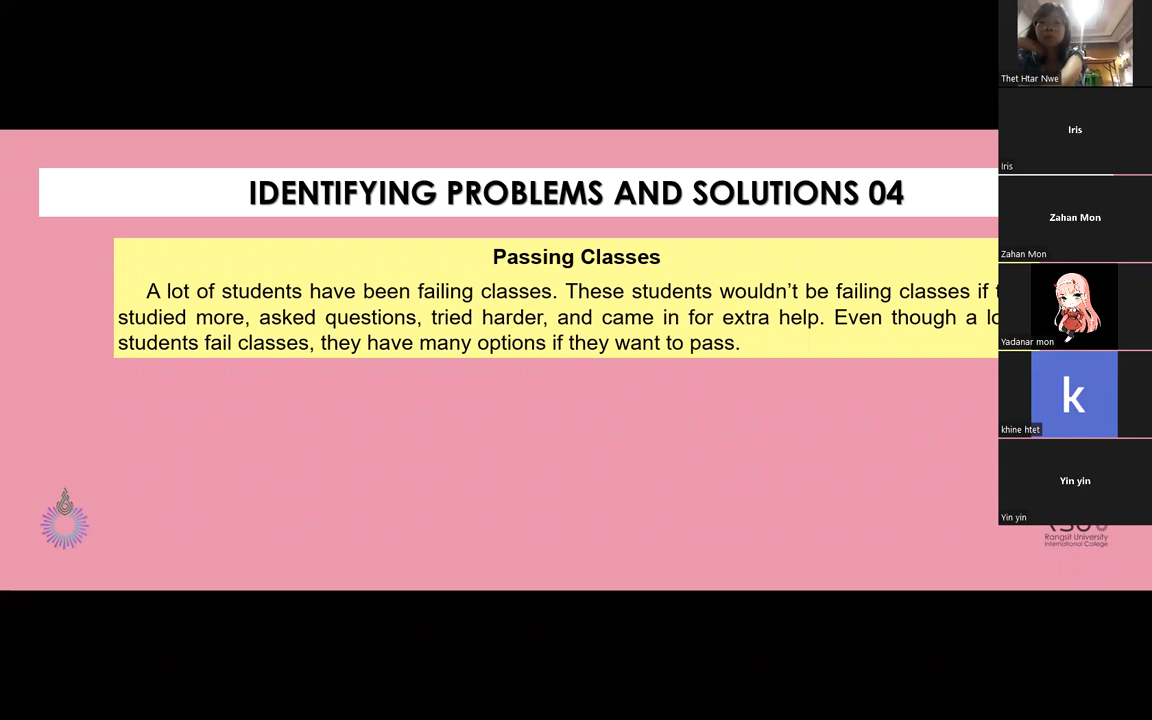 IDENTIFYING PROBLEMS AND SOLUTIONS 04
Passing Classes
A lot of students have been failing classes. These students wouldn't be failing classes if
studied more, asked questions, tried harder, and came in for extra help. Even though a
students fail classes, they have many options if they want to pass.
Thet Htar Nwe
Iris
Iris
Zahan Mon
Zahan Mon
Yadanar mon
k
khine htet
Yin yin
Yin yin
Rangsit University
International College